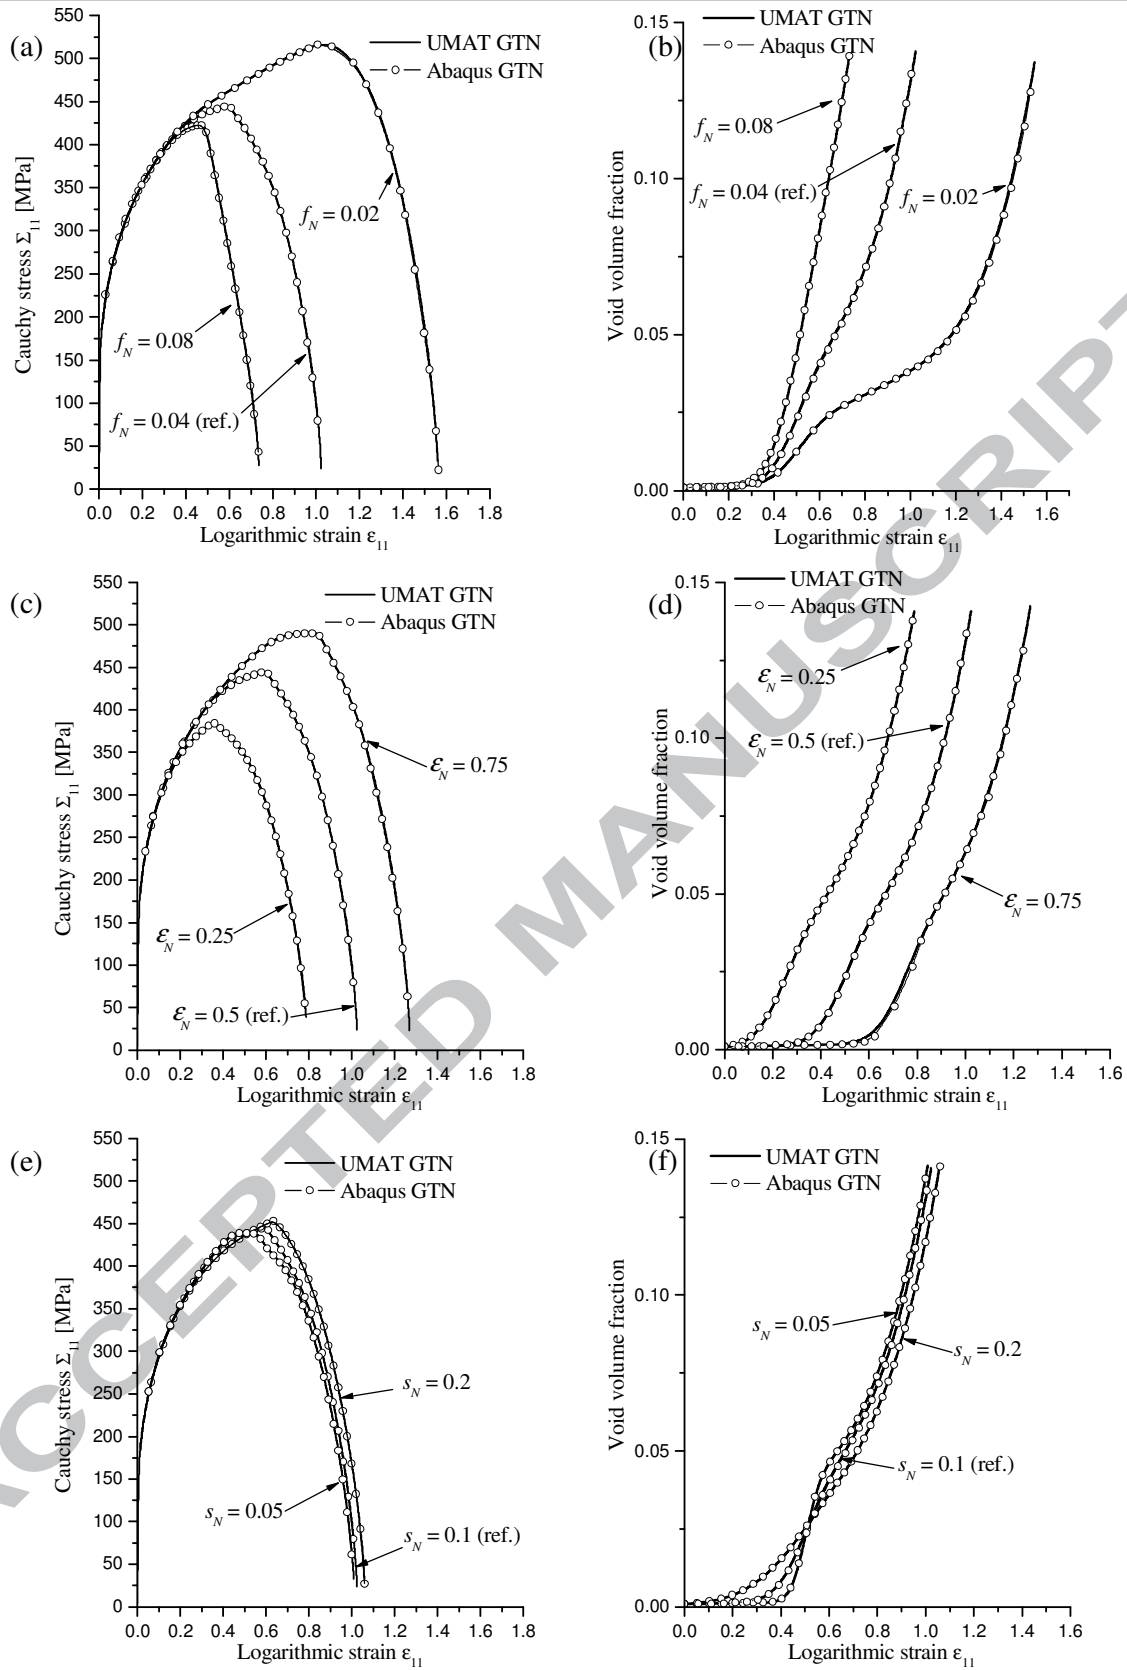 (a)
UMAT GTN
Abaqus GTN
550
500
450
400
350
300
250
200
150
100
50
0
Cauchy stress Σ11 [MPa]
fN = 0.02
fN = 0.08
fN = 0.04 (ref.)
0.0 0.2 0.4 0.6 0.8 1.0 1.2 1.4 1.6 1.8
Logarithmic strain ε11
(b)
UMAT GTN
Abaqus GTN
0.15
0.10
0.05
0.00
Void volume fraction
fN = 0.08
fN = 0.04 (ref.)
fN = 0.02
0.0 0.2 0.4 0.6 0.8 1.0 1.2 1.4 1.6
Logarithmic strain ε11
(c)
UMAT GTN
Abaqus GTN
550
500
450
400
350
300
250
200
150
100
50
0
Cauchy stress Σ11 [MPa]
εN = 0.75
εN = 0.25
εN = 0.5 (ref.)
0.0 0.2 0.4 0.6 0.8 1.0 1.2 1.4 1.6 1.8
Logarithmic strain ε11
(d)
UMAT GTN
Abaqus GTN
0.15
0.10
0.05
0.00
Void volume fraction
εN = 0.25
εN = 0.5 (ref.)
εN = 0.75
0.0 0.2 0.4 0.6 0.8 1.0 1.2 1.4 1.6
Logarithmic strain ε11
(e)
UMAT GTN
Abaqus GTN
550
500
450
400
350
300
250
200
150
100
50
0
Cauchy stress Σ11 [MPa]
sN = 0.2
sN = 0.05
sN = 0.1 (ref.)
0.0 0.2 0.4 0.6 0.8 1.0 1.2 1.4 1.6 1.8
Logarithmic strain ε11
(f)
UMAT GTN
Abaqus GTN
0.15
0.10
0.05
0.00
Void volume fraction
sN = 0.05
sN = 0.2
sN = 0.1 (ref.)
0.0 0.2 0.4 0.6 0.8 1.0 1.2 1.4 1.6
Logarithmic strain ε11
ACCEPTED MANUSCRIPT